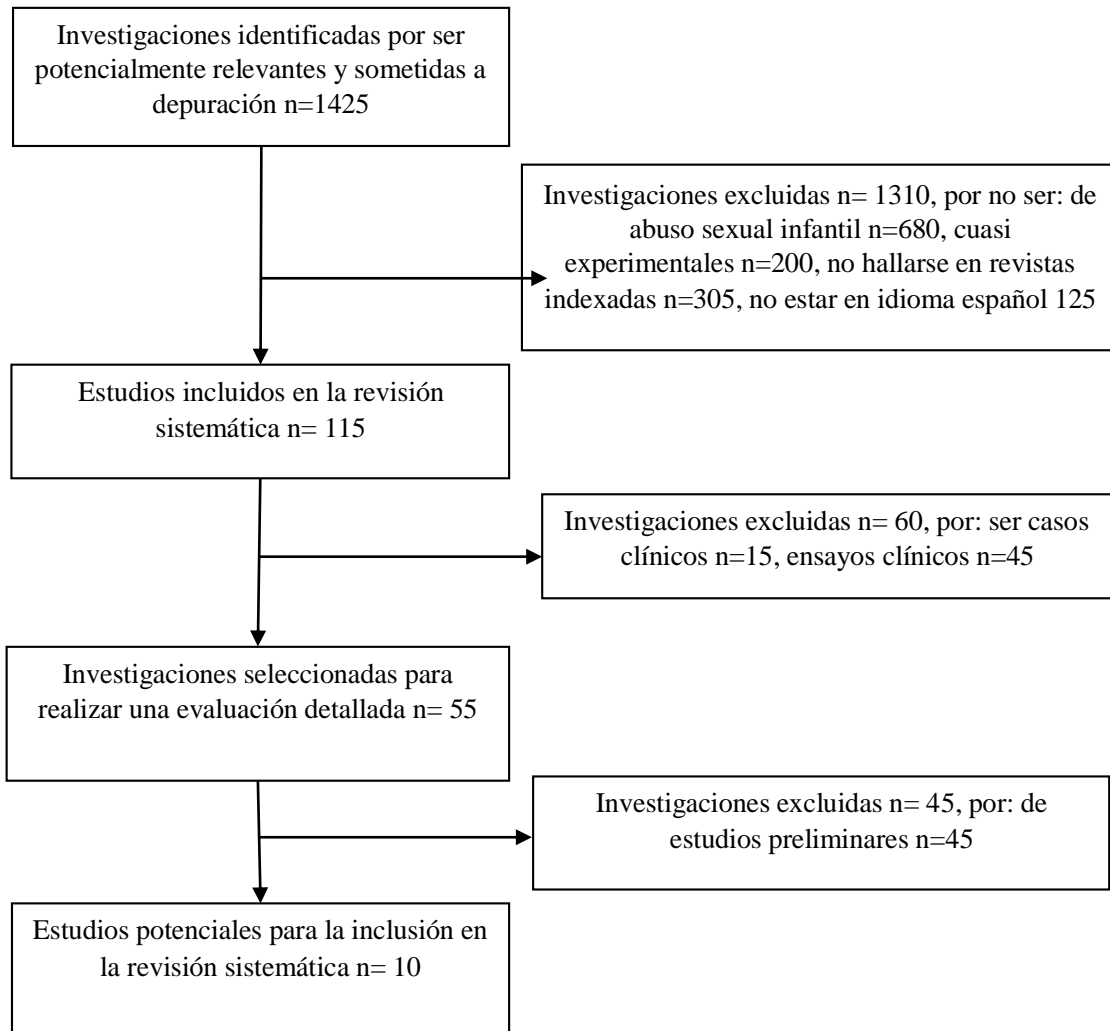 Investigaciones identificadas por ser
potencialmente relevantes y sometidas a
depuración n=1425
Investigaciones excluidas n= 1310, por no ser: de
abuso sexual infantil n=680, cuasi
experimentales n=200, no hallarse en revistas
indexadas n=305, no estar en idioma español 125
Estudios incluidos en la revisión
sistemática n= 115
Investigaciones excluidas n= 60, por: ser casos
clínicos n=15, ensayos clínicos n=45
Investigaciones seleccionadas para
realizar una evaluación detallada n= 55
Investigaciones excluidas n= 45, por: de
estudios preliminares n=45
Estudios potenciales para la inclusión en
la revisión sistemática n= 10